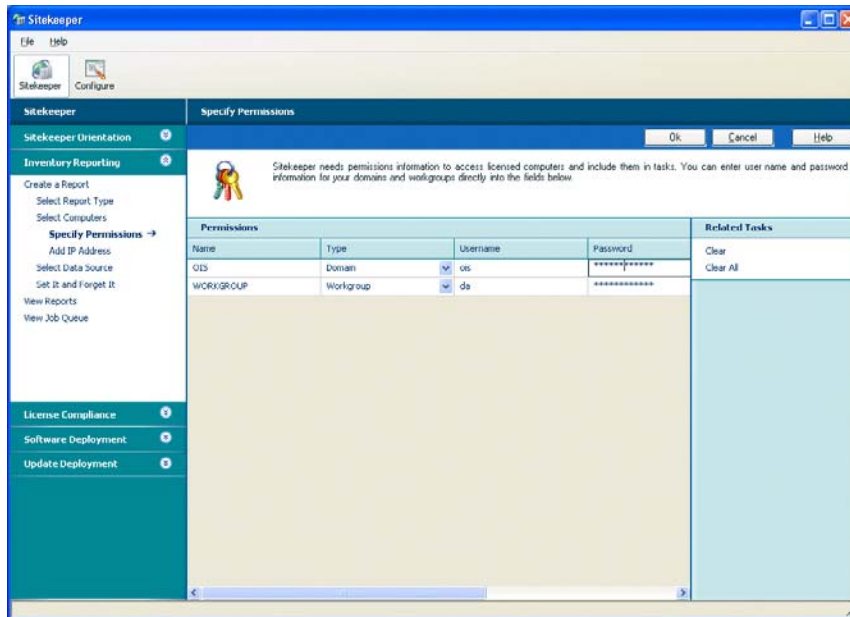 Sitekeeper
File Help
Sitekeeper Configure
Sitekeeper
Specify Permissions
Sitekeeper Orientation
Ok Cancel Help
Inventory Reporting
Sitekeeper needs permissions information to access licensed computers and include them in tasks. You can enter user name and password
information for your domains and workgroups directly into the fields below.
Create a Report
Select Report Type
Select Computers
Specify Permissions →
Add IP Address
Select Data Source
Set It and Forget It
View Reports
View Job Queue
Permissions
Name Type Username Password
OIS Domain ois ************
WORKGROUP Workgroup da ************
Related Tasks
Clear
Clear All
License Compliance
Software Deployment
Update Deployment